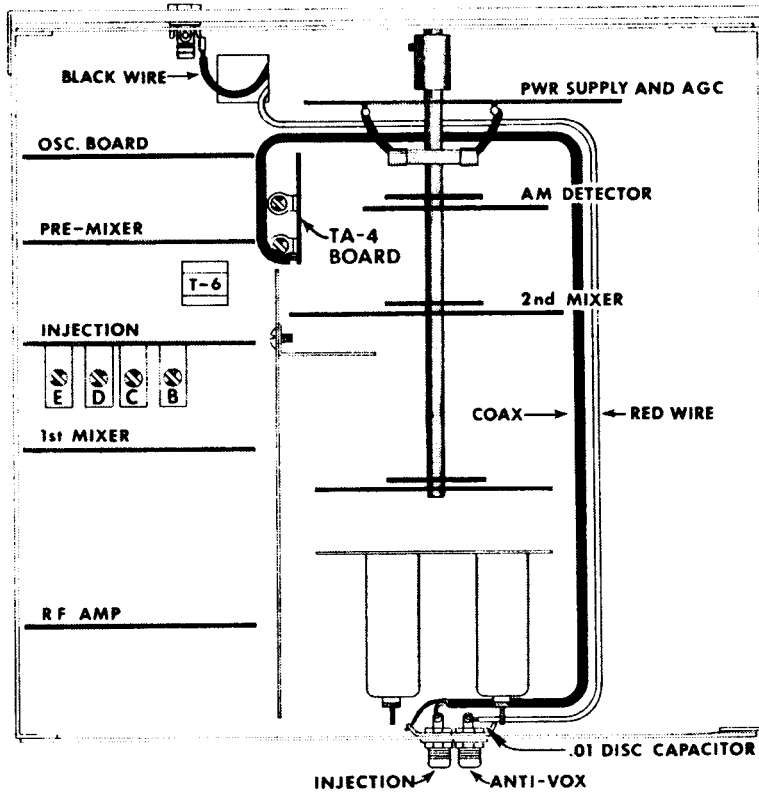 BLACK WIRE
PWR SUPPLY AND AGC
OSC. BOARD
AM DETECTOR
PRE-MIXER
TA-4
BOARD
T-6
2nd MIXER
INJECTION
E D C B
COAX
RED WIRE
1st MIXER
RF AMP
.01 DISC CAPACITOR
INJECTION
ANTI-VOX